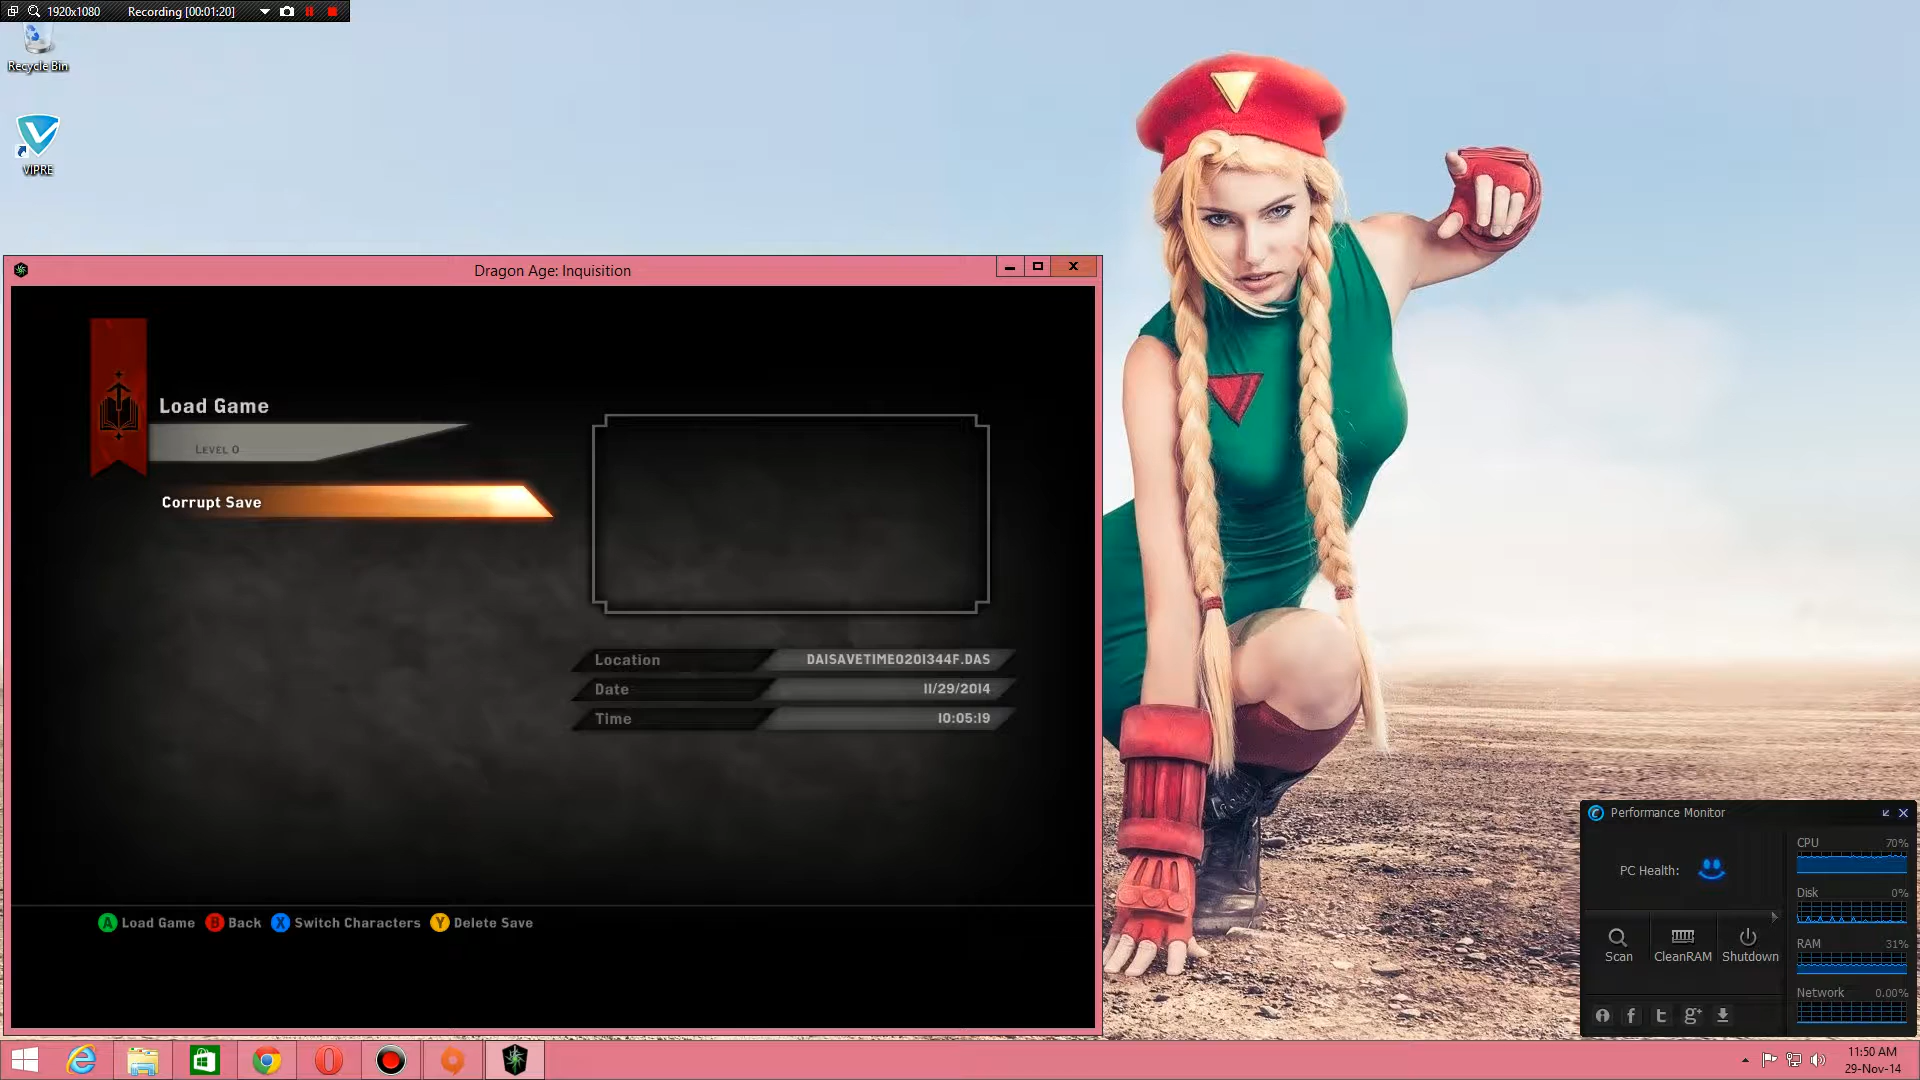 1920x1080 Recording [00:01:20]
Recycle Bin
VIPRE
Dragon Age: Inquisition
Load Game
Level 0
Corrupt Save
Location DAISAVETIME0201344F.DAS
Date 11/29/2014
Time 10:05:19
A Load Game B Back X Switch Characters Y Delete Save
Performance Monitor
PC Health:
Scan CleanRAM Shutdown
CPU 70%
Disk 0%
RAM 31%
Network 0.00%
11:50 AM
29-Nov-14